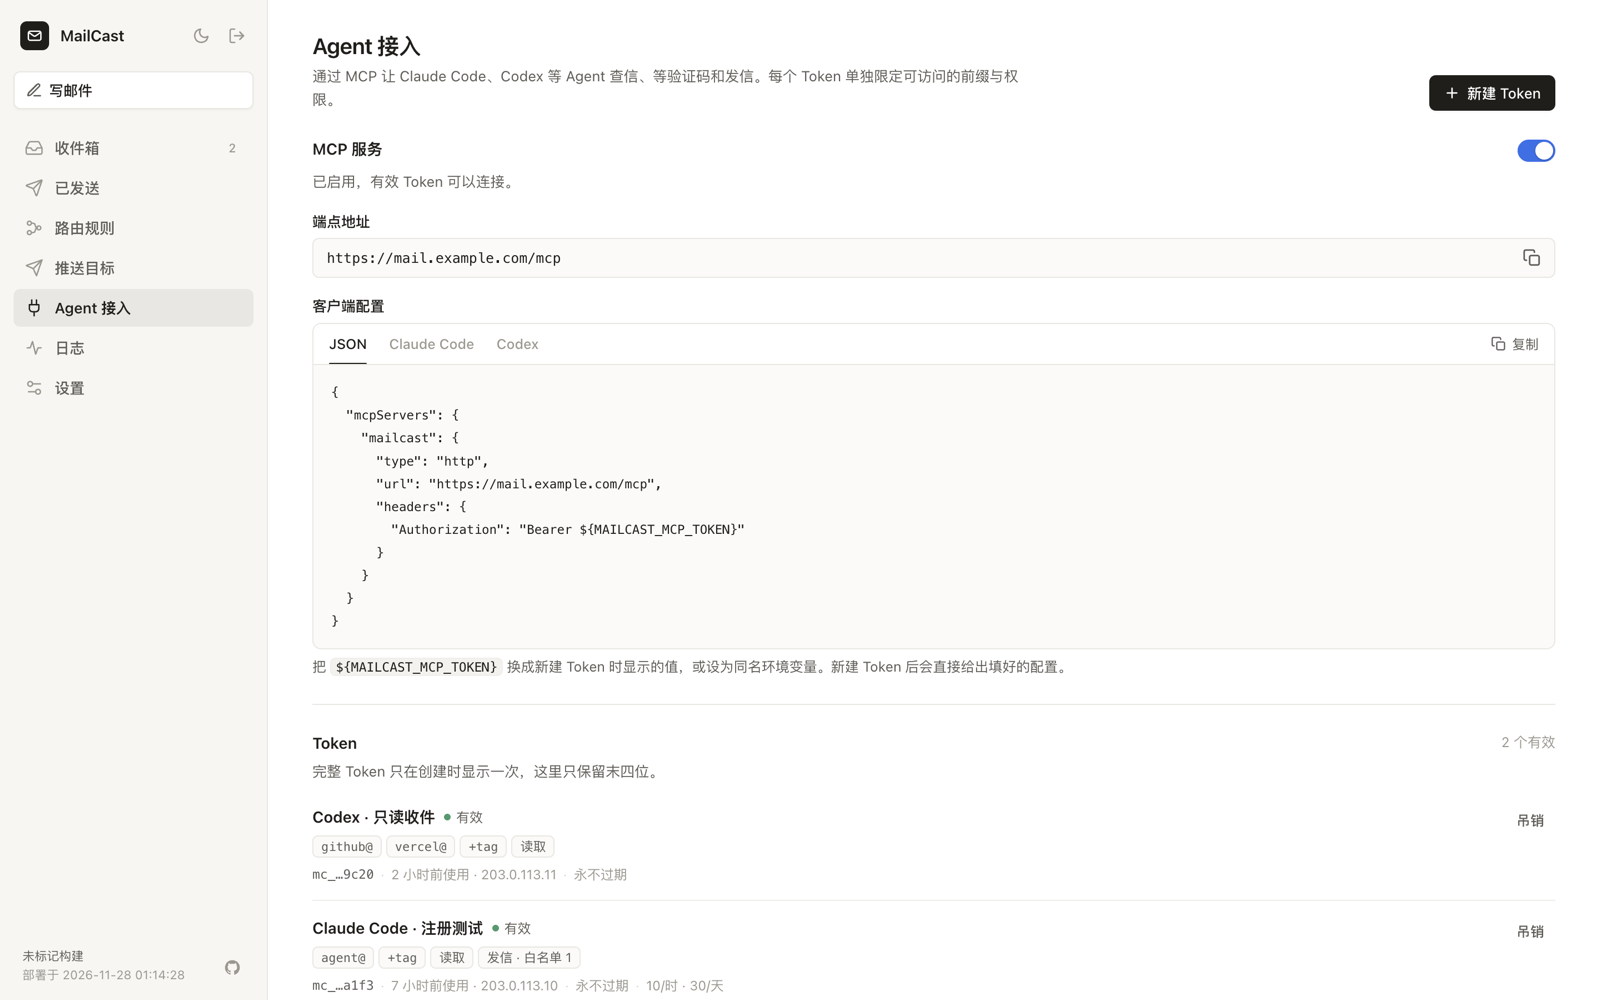 MailCast
写邮件
收件箱 2
已发送
路由规则
推送目标
Agent 接入
日志
设置
未标记构建
部署于 2026-11-28 01:14:28
Agent 接入
通过 MCP 让 Claude Code、Codex 等 Agent 查信、等验证码和发信。每个 Token 单独限定可访问的前缀与权
限。
新建 Token
MCP 服务
已启用，有效 Token 可以连接。
端点地址
https://mail.example.com/mcp
客户端配置
JSON Claude Code Codex 复制
{
  "mcpServers": {
    "mailcast": {
      "type": "http",
      "url": "https://mail.example.com/mcp",
      "headers": {
        "Authorization": "Bearer ${MAILCAST_MCP_TOKEN}"
      }
    }
  }
}
把 ${MAILCAST_MCP_TOKEN} 换成新建 Token 时显示的值，或设为同名环境变量。新建 Token 后会直接给出填好的配置。
Token 2 个有效
完整 Token 只在创建时显示一次，这里只保留末四位。
Codex · 只读收件 有效 吊销
github@ vercel@ +tag 读取
mc_…9c20 · 2 小时前使用 · 203.0.113.11 · 永不过期
Claude Code · 注册测试 有效 吊销
agent@ +tag 读取 发信 · 白名单 1
mc_…a1f3 · 7 小时前使用 · 203.0.113.10 · 永不过期 · 10/时 · 30/天